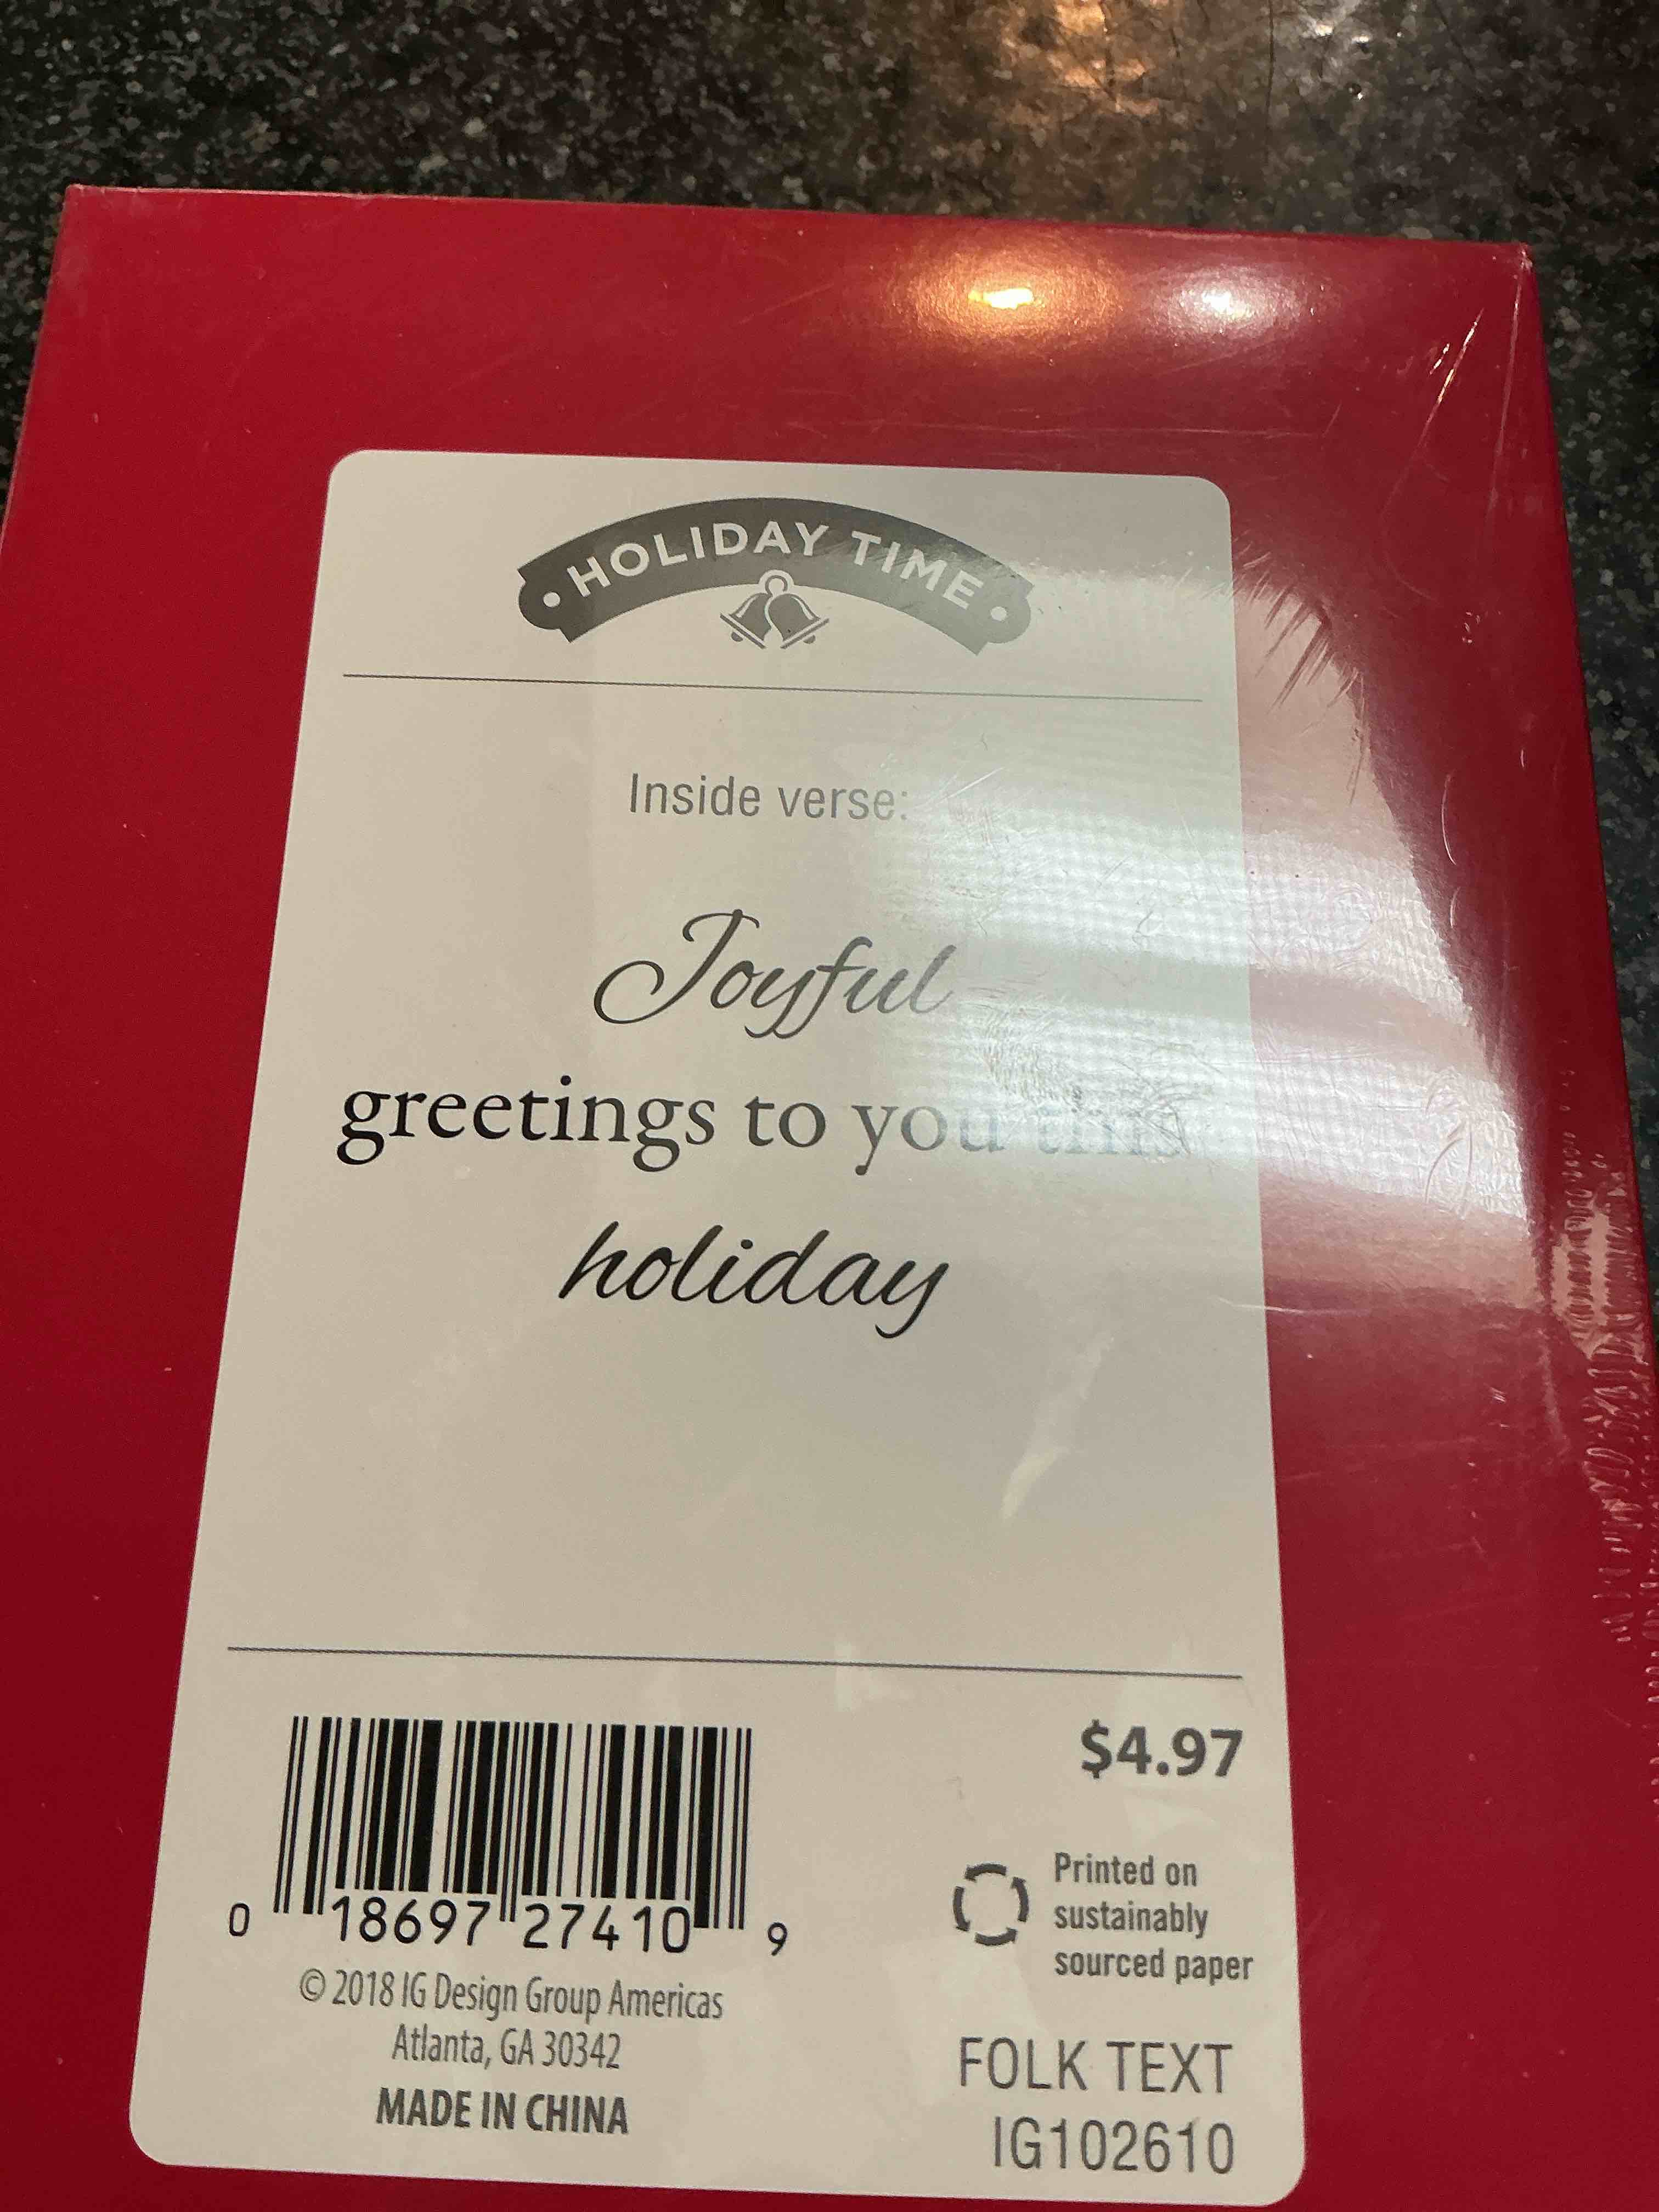 HOLIDAY TIME
Inside verse:
Joyful
greetings to you this
holiday
$4.97
0 18697 27410 9
Printed on
sustainably
sourced paper
© 2018 IG Design Group Americas
Atlanta, GA 30342
MADE IN CHINA
FOLK TEXT
IG102610